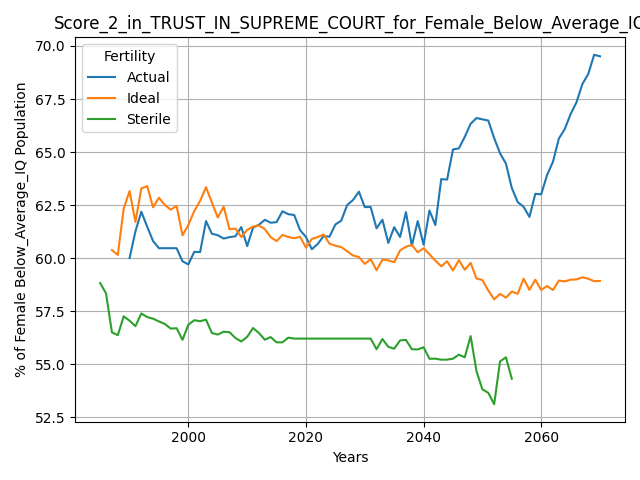 Score_2_in_TRUST_IN_SUPREME_COURT_for_Female_Below_Average_IQ
70.0
67.5
65.0
62.5
60.0
57.5
55.0
52.5
% of Female Below_Average_IQ Population
Fertility
Actual
Ideal
Sterile
2000
2020
2040
2060
Years